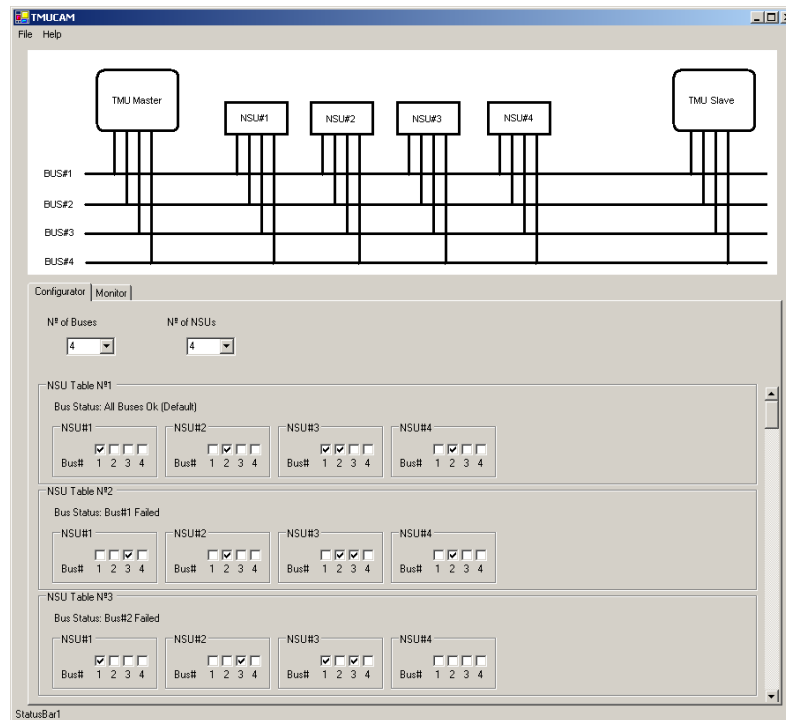 TMUCAM
File Help
TMU Master
TMU Slave
NSU#1 NSU#2 NSU#3 NSU#4
BUS#1
BUS#2
BUS#3
BUS#4
Configurator Monitor
Nº of Buses Nº of NSUs
4 4
NSU Table Nº1
Bus Status: All Buses Ok (Default)
NSU#1 NSU#2 NSU#3 NSU#4
Bus# 1 2 3 4 Bus# 1 2 3 4 Bus# 1 2 3 4 Bus# 1 2 3 4
NSU Table Nº2
Bus Status: Bus#1 Failed
NSU#1 NSU#2 NSU#3 NSU#4
Bus# 1 2 3 4 Bus# 1 2 3 4 Bus# 1 2 3 4 Bus# 1 2 3 4
NSU Table Nº3
Bus Status: Bus#2 Failed
NSU#1 NSU#2 NSU#3 NSU#4
Bus# 1 2 3 4 Bus# 1 2 3 4 Bus# 1 2 3 4 Bus# 1 2 3 4
StatusBar1